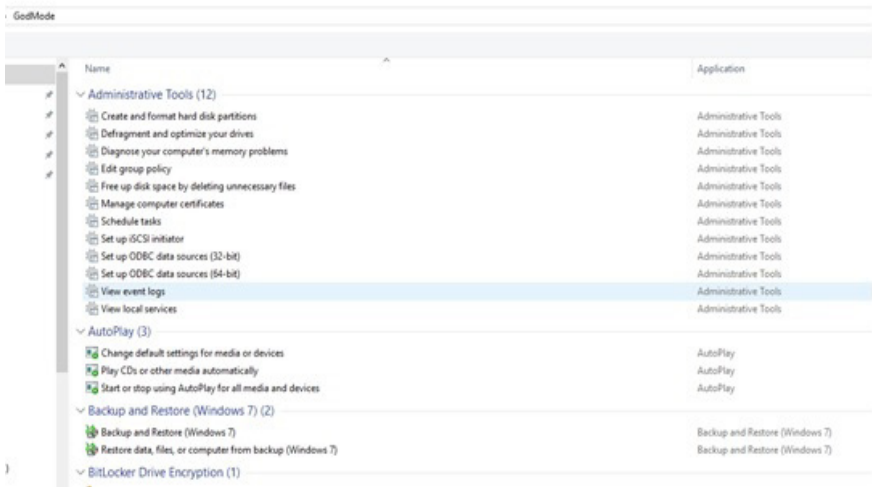 GodMode
Name Application
Administrative Tools (12)
Create and format hard disk partitions Administrative Tools
Defragment and optimize your drives Administrative Tools
Diagnose your computer's memory problems Administrative Tools
Edit group policy Administrative Tools
Free up disk space by deleting unnecessary files Administrative Tools
Manage computer certificates Administrative Tools
Schedule tasks Administrative Tools
Set up iSCSI initiator Administrative Tools
Set up ODBC data sources (32-bit) Administrative Tools
Set up ODBC data sources (64-bit) Administrative Tools
View event logs Administrative Tools
View local services Administrative Tools
AutoPlay (3)
Change default settings for media or devices AutoPlay
Play CDs or other media automatically AutoPlay
Start or stop using AutoPlay for all media and devices AutoPlay
Backup and Restore (Windows 7) (2)
Backup and Restore (Windows 7) Backup and Restore (Windows 7)
Restore data, files, or computer from backup (Windows 7) Backup and Restore (Windows 7)
)
BitLocker Drive Encryption (1)